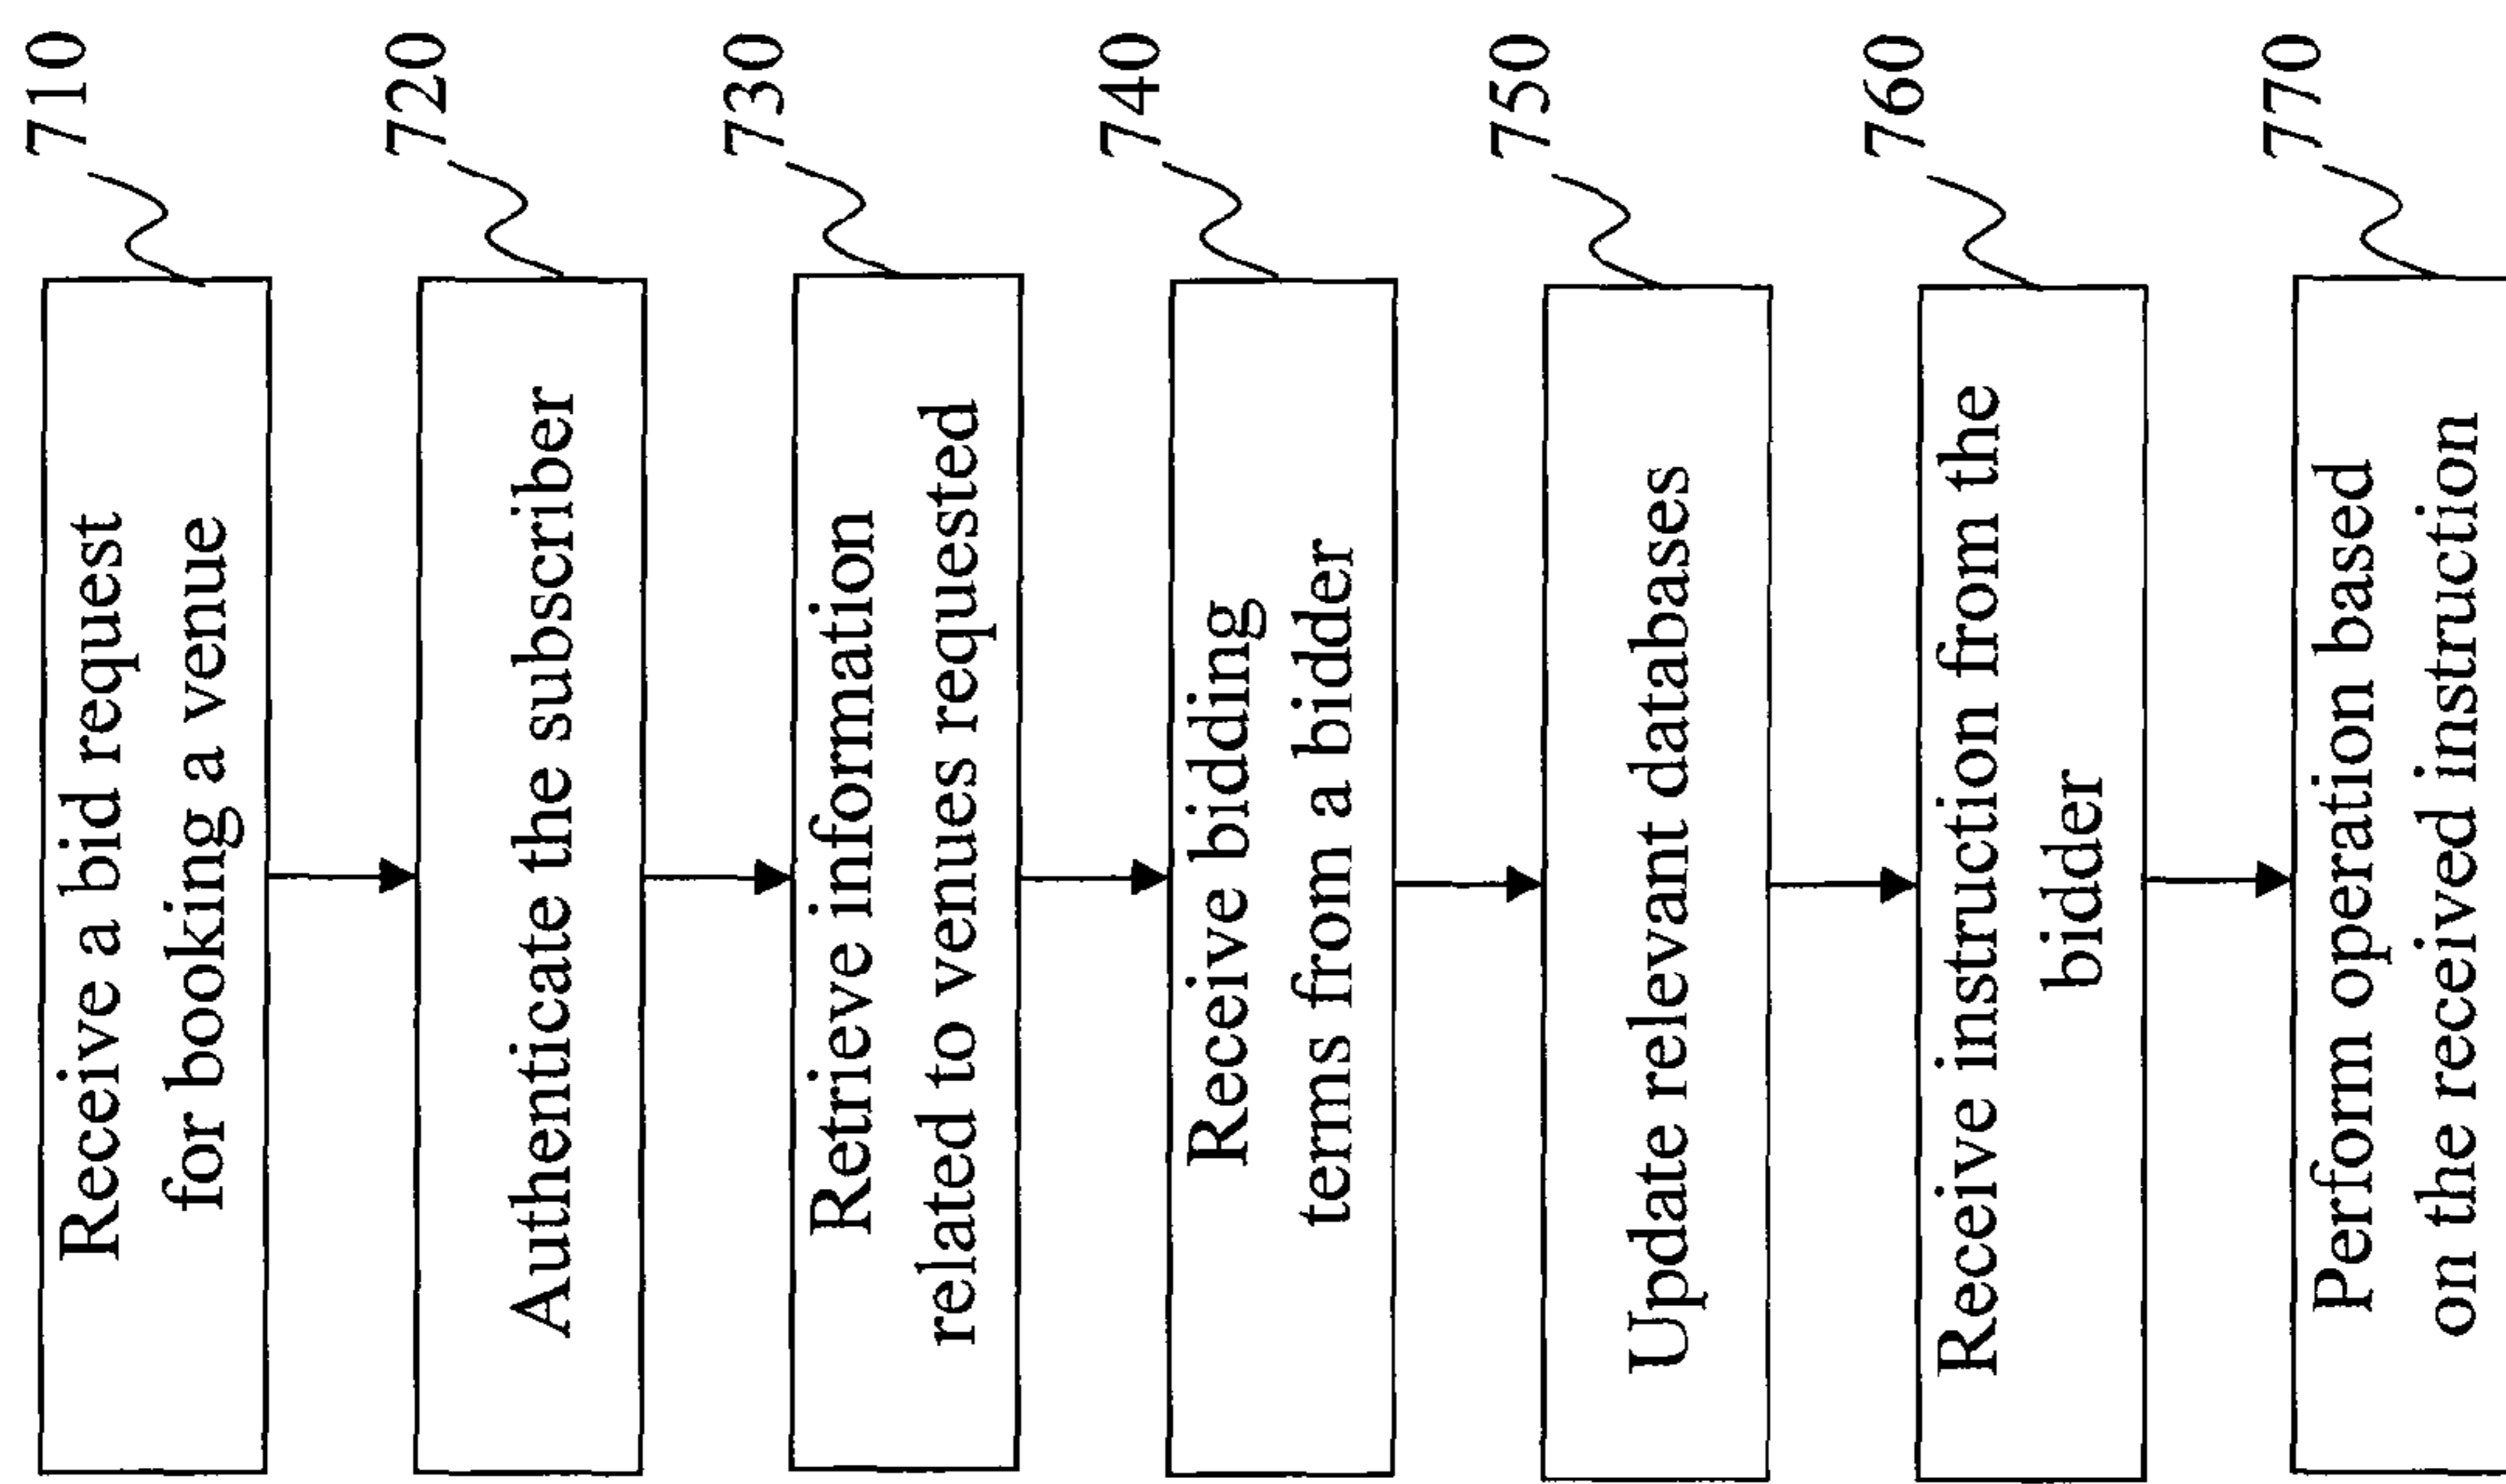 710
Receive a bid request
for booking a venue
720
Authenticate the subscriber
730
Retrieve information
related to venues requested
740
Receive bidding
terms from a bidder
750
Update relevant databases
760
Receive instruction from the
bidder
770
Perform operation based
on the received instruction